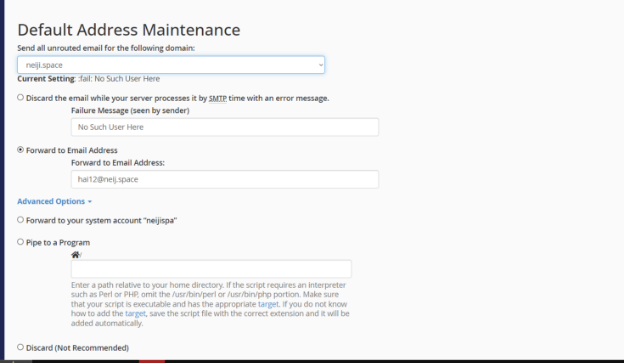 Default Address Maintenance
Send all unrouted email for the following domain:
neiji.space
Current Setting: :fail: No Such User Here
Discard the email while your server processes it by SMTP time with an error message.
Failure Message (seen by sender)
No Such User Here
Forward to Email Address
Forward to Email Address:
hai12@neij.space
Advanced Options
Forward to your system account "neijispa"
Pipe to a Program
/
Enter a path relative to your home directory. If the script requires an interpreter
such as Perl or PHP, omit the /usr/bin/perl or /usr/bin/php portion. Make sure
that your script is executable and has the appropriate target. If you do not know
how to add the target, save the script file with the correct extension and it will be
added automatically.
Discard (Not Recommended)